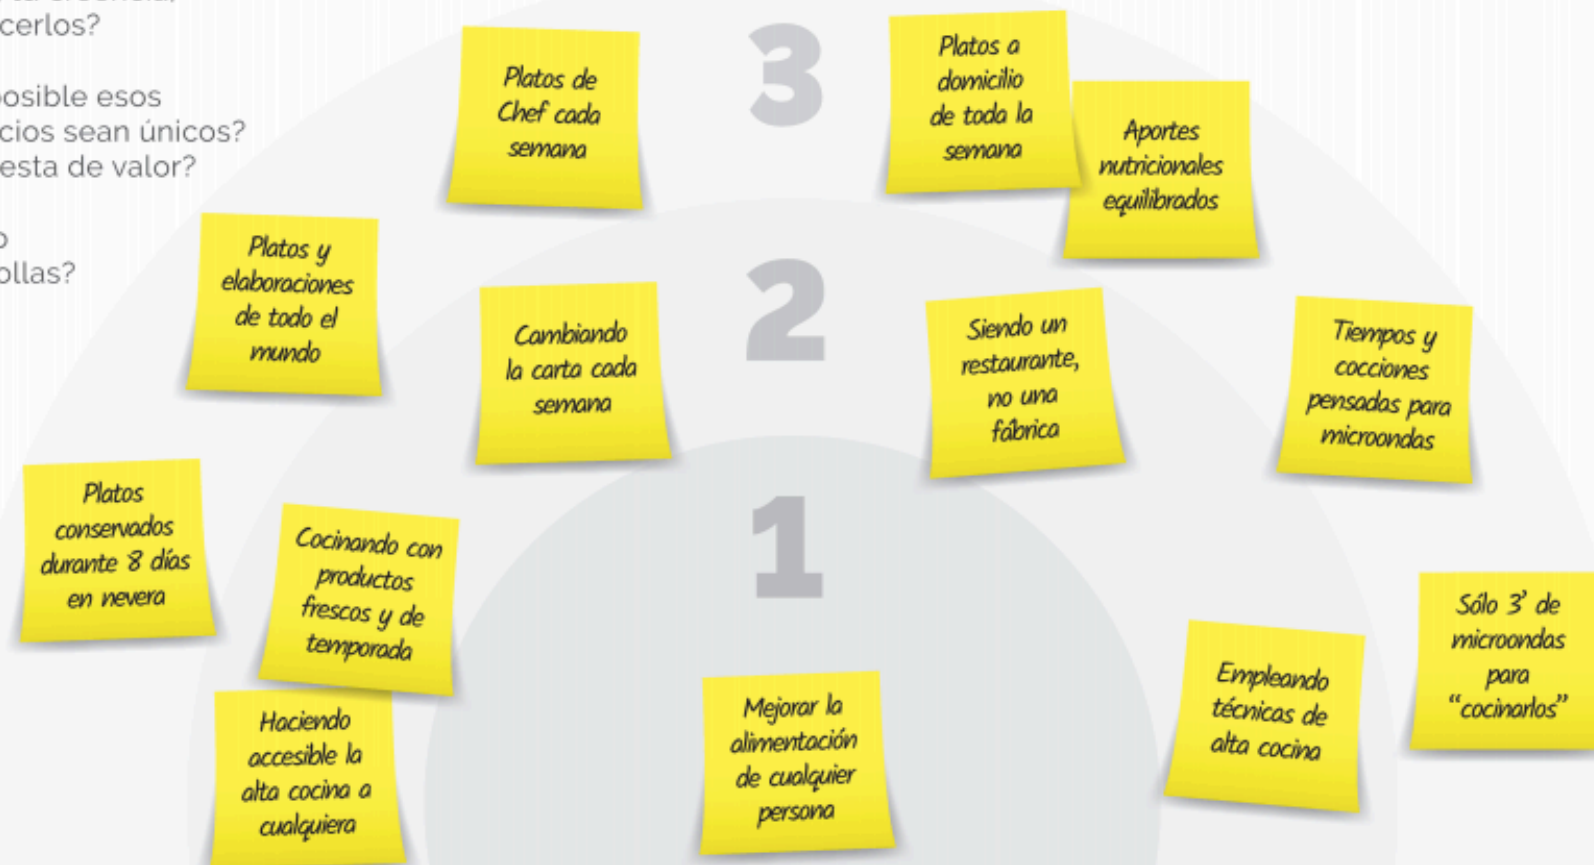 cerlos?
posible esos
cios sean únicos?
esta de valor?
ollas?
3
Platos de
Chef cada
semana
Platos a
domicilio
de toda la
semana
Aportes
nutricionales
equilibrados
Platos y
elaboraciones
de todo el
mundo
2
Cambiando
la carta cada
semana
Siendo un
restaurante,
no una
fábrica
Tiempos y
cocciones
pensadas para
microondas
Platos
conservados
durante 8 días
en nevera
Cocinando con
productos
frescos y de
temporada
1
Haciendo
accesible la
alta cocina a
cualquiera
Mejorar la
alimentación
de cualquier
persona
Empleando
técnicas de
alta cocina
Sólo 3' de
microondas
para
“cocinarlos”